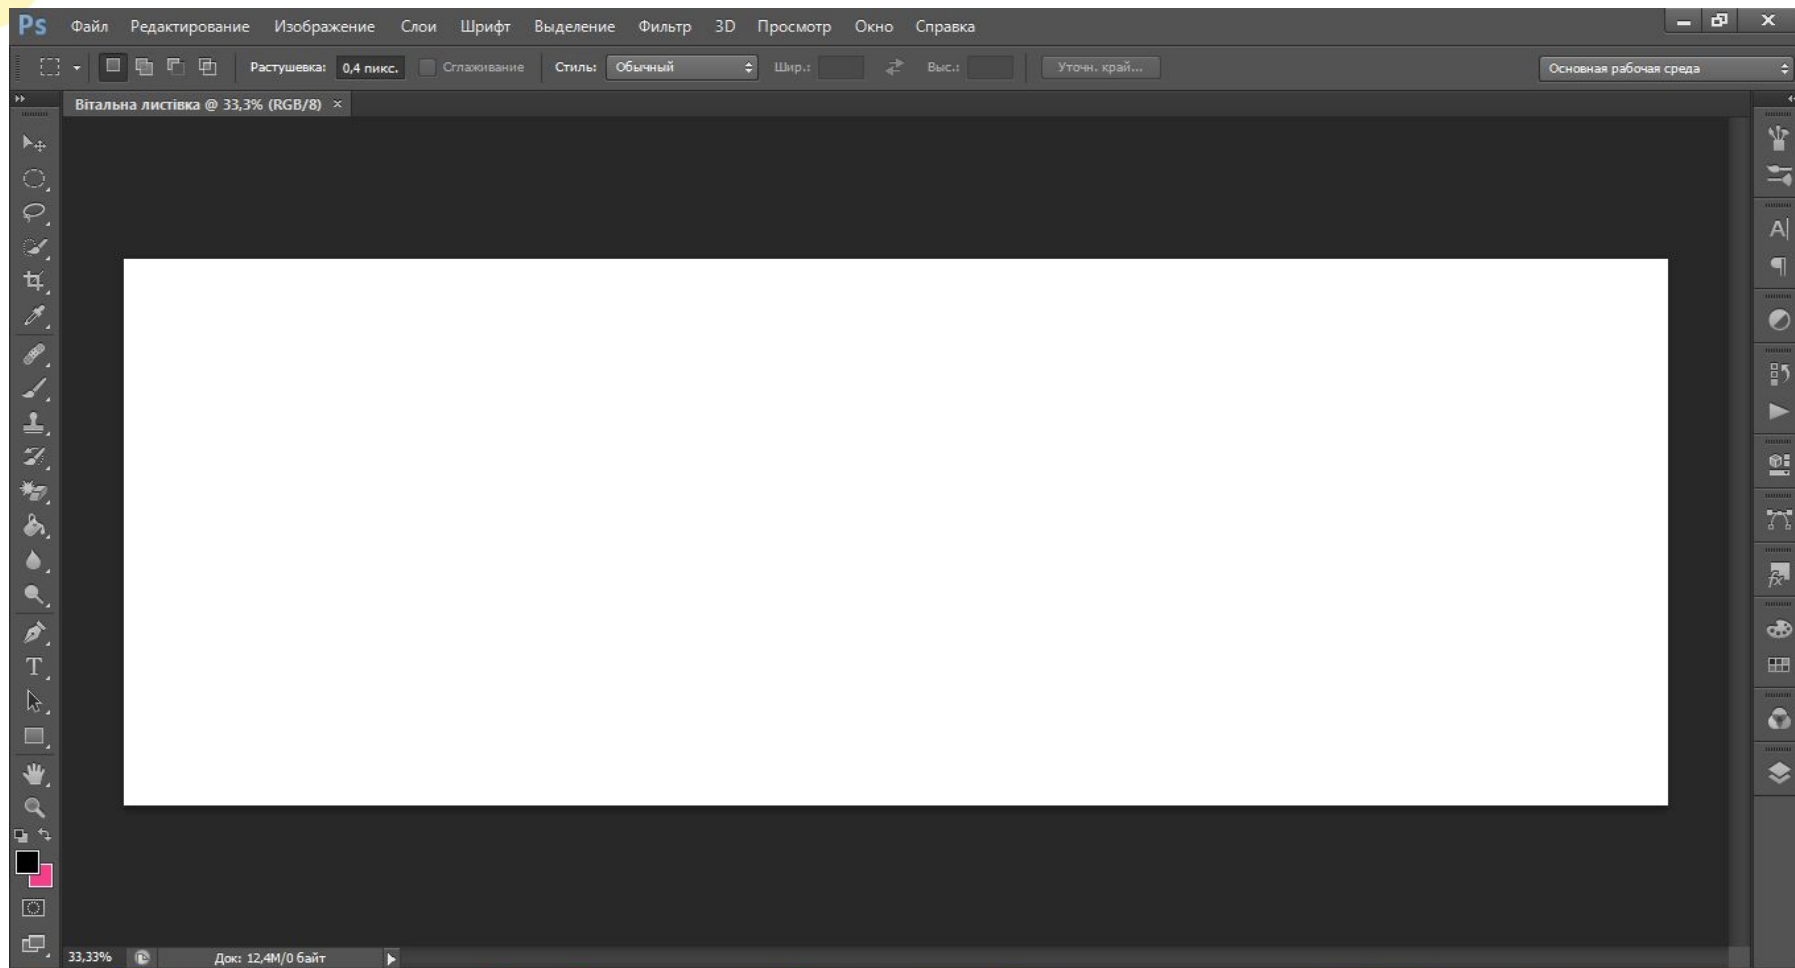 Ps Файл Редактирование Изображение Слои Шрифт Выделение Фильтр 3D Просмотр Окно Справка
Растушевка: 0,4 пикс. Сглаживание Стиль: Обычный Шир.: Выс.: Уточн. край... Основная рабочая среда
Вітальна листівка @ 33,3% (RGB/8) ×
33,33% Док: 12,4M/0 байт